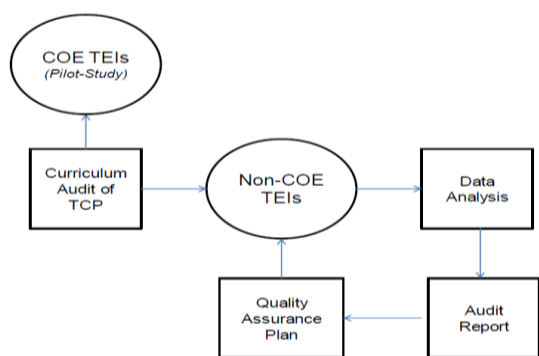 COE TEIs
(Pilot-Study)
Curriculum
Audit of
TCP
Non-COE
TEIs
Data
Analysis
Quality
Assurance
Plan
Audit
Report